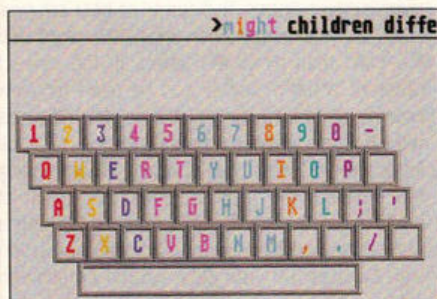 >might children diffe
1 2 3 4 5 6 7 8 9 0 -
Q W E R T Y U I O P
A S D F G H J K L ; '
Z X C V B N M , . /